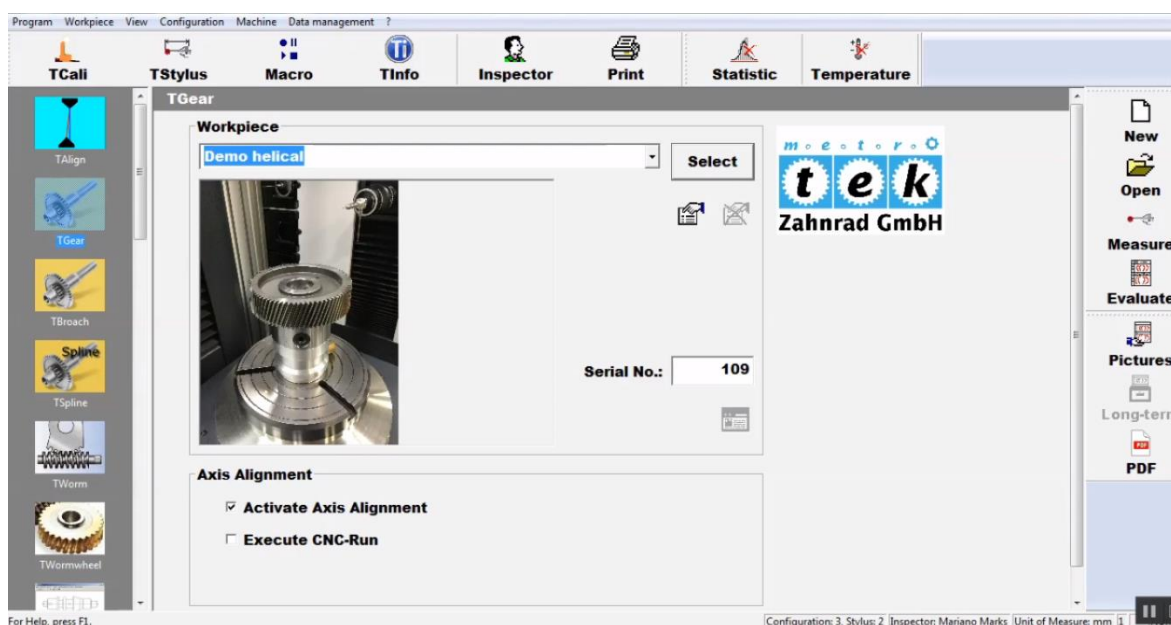 Program Workpiece View Configuration Machine Data management ?
TCali TStylus Macro TInfo Inspector Print Statistic Temperature
TGear
TAlign
TGear
TBroach
Spline
TSpline
TWorm
TWormwheel
Workpiece
Demo helical
Select
Serial No.: 109
Axis Alignment
Activate Axis Alignment
Execute CNC-Run
m e t r o
t e k
Zahnrad GmbH
New
Open
Measure
Evaluate
Pictures
Long-term
PDF
For Help, press F1.
Configuration: 3, Stylus: 2 Inspector: Mariano Marks Unit of Measure: mm 1